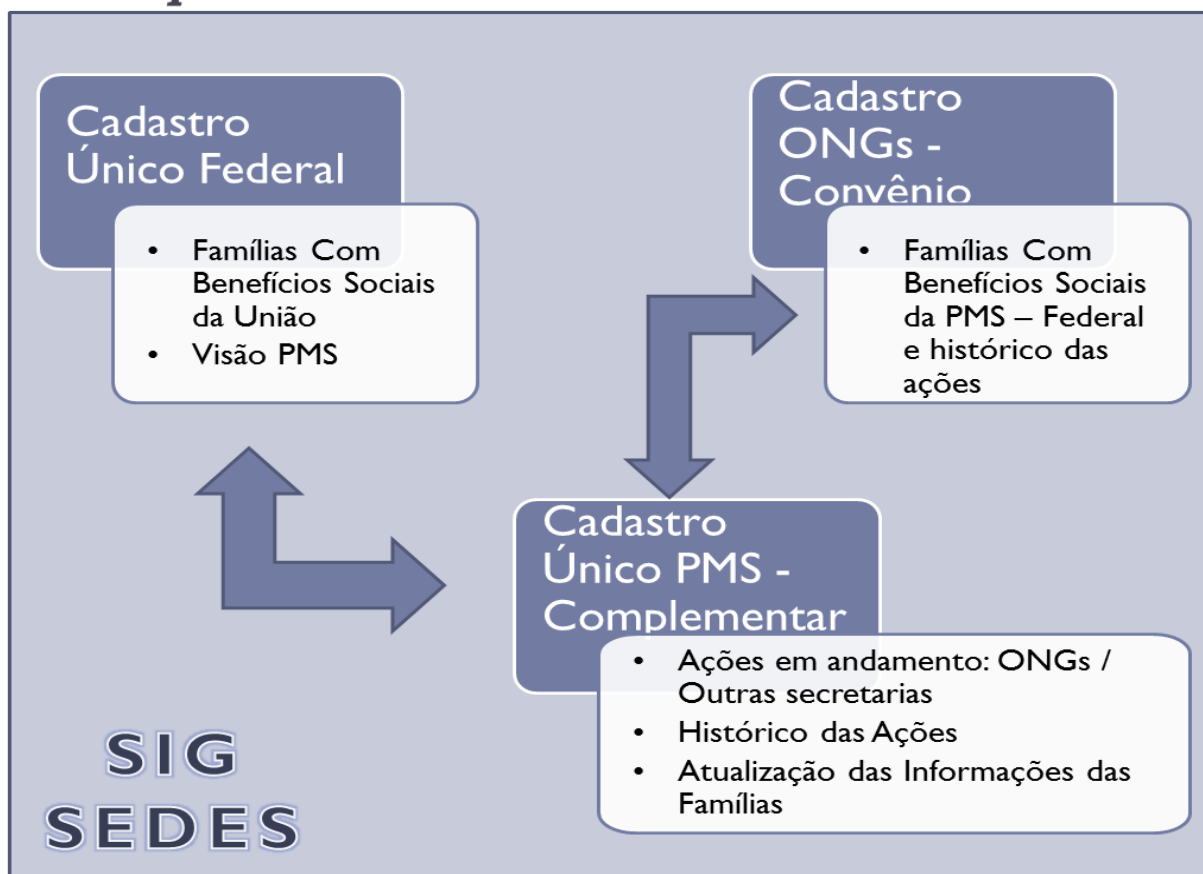 Cadastro
Único Federal
• Famílias Com
Benefícios Sociais
da União
• Visão PMS
Cadastro
ONGs -
Convênio
• Famílias Com
Benefícios Sociais
da PMS – Federal
e histórico das
ações
Cadastro
Único PMS -
Complementar
• Ações em andamento: ONGs /
Outras secretarias
• Histórico das Ações
• Atualização das Informações das
Famílias
SIG
SEDES